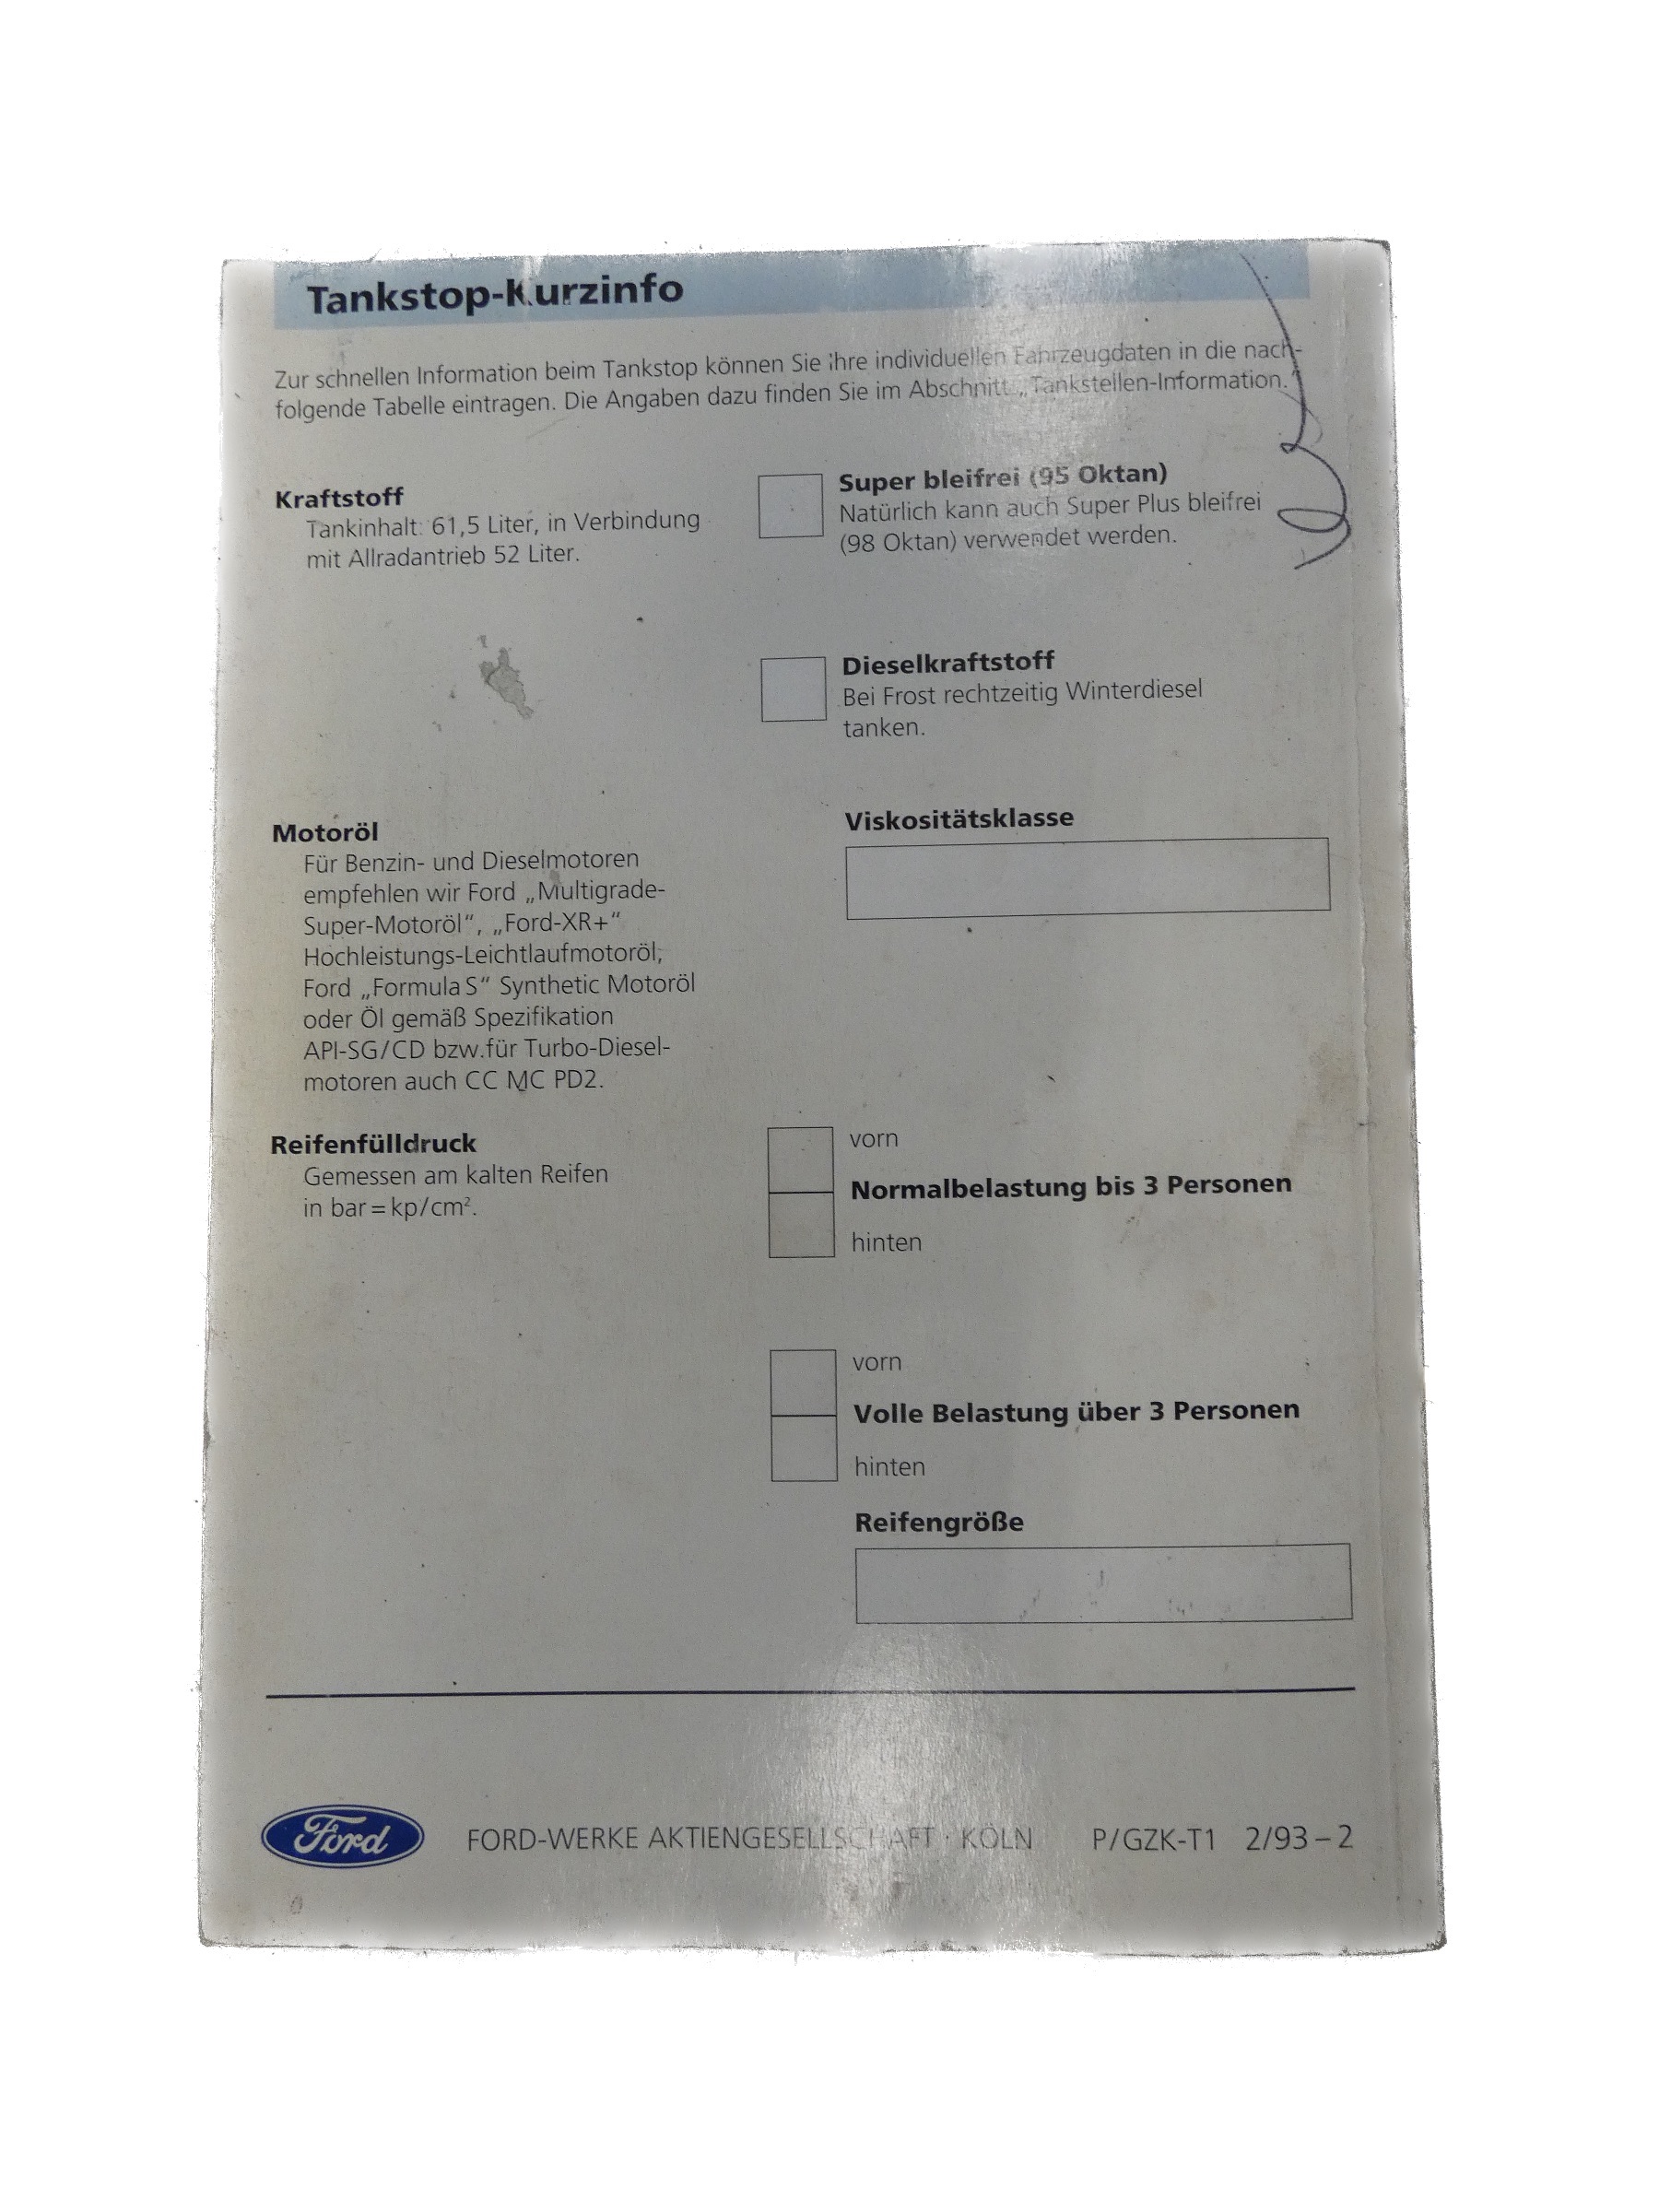 Tankstop-Kurzinfo
Zur schnellen Information beim Tankstop können Sie Ihre individuellen Fahrzeugdaten in die nach-
folgende Tabelle eintragen. Die Angaben dazu finden Sie im Abschnitt „Tankstellen-Information.“
Kraftstoff
Tankinhalt: 61,5 Liter, in Verbindung
mit Allradantrieb 52 Liter.
Super bleifrei (95 Oktan)
Natürlich kann auch Super Plus bleifrei
(98 Oktan) verwendet werden.
Dieselkraftstoff
Bei Frost rechtzeitig Winterdiesel
tanken.
Motoröl
Für Benzin- und Dieselmotoren
empfehlen wir Ford „Multigrade-
Super-Motoröl“, „Ford-XR+“
Hochleistungs-Leichtlaufmotoröl,
Ford „Formula S“ Synthetic Motoröl
oder Öl gemäß Spezifikation
API-SG/CD bzw.für Turbo-Diesel-
motoren auch CC MC PD2.
Viskositätsklasse
Reifenfülldruck
Gemessen am kalten Reifen
in bar = kp/cm².
vorn
Normalbelastung bis 3 Personen
hinten
vorn
Volle Belastung über 3 Personen
hinten
Reifengröße
Ford
FORD-WERKE AKTIENGESELLSCHAFT · KÖLN P/GZK-T1 2/93 – 2